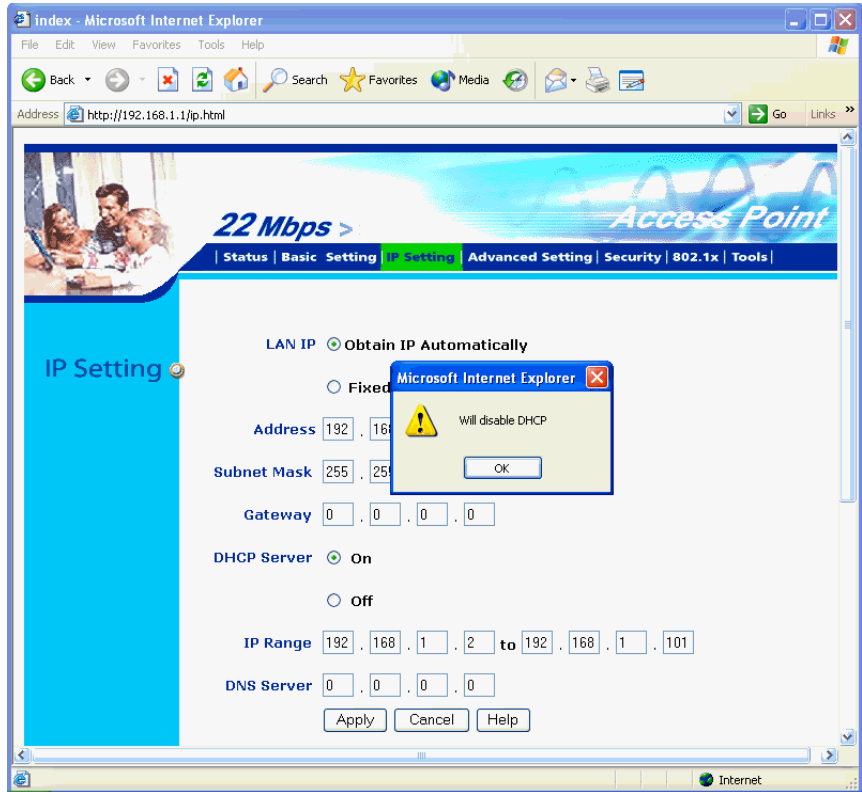 index - Microsoft Internet Explorer
File Edit View Favorites Tools Help
Back Search Favorites Media
Address http://192.168.1.1/ip.html Go Links »
22 Mbps > Access Point
| Status | Basic Setting | IP Setting | Advanced Setting | Security | 802.1x | Tools |
IP Setting
LAN IP Obtain IP Automatically
Fixed
Microsoft Internet Explorer
Will disable DHCP
OK
Address 192 . 168
Subnet Mask 255 . 255
Gateway 0 . 0 . 0 . 0
DHCP Server On
Off
IP Range 192 . 168 . 1 . 2 to 192 . 168 . 1 . 101
DNS Server 0 . 0 . 0 . 0
Apply Cancel Help
Internet